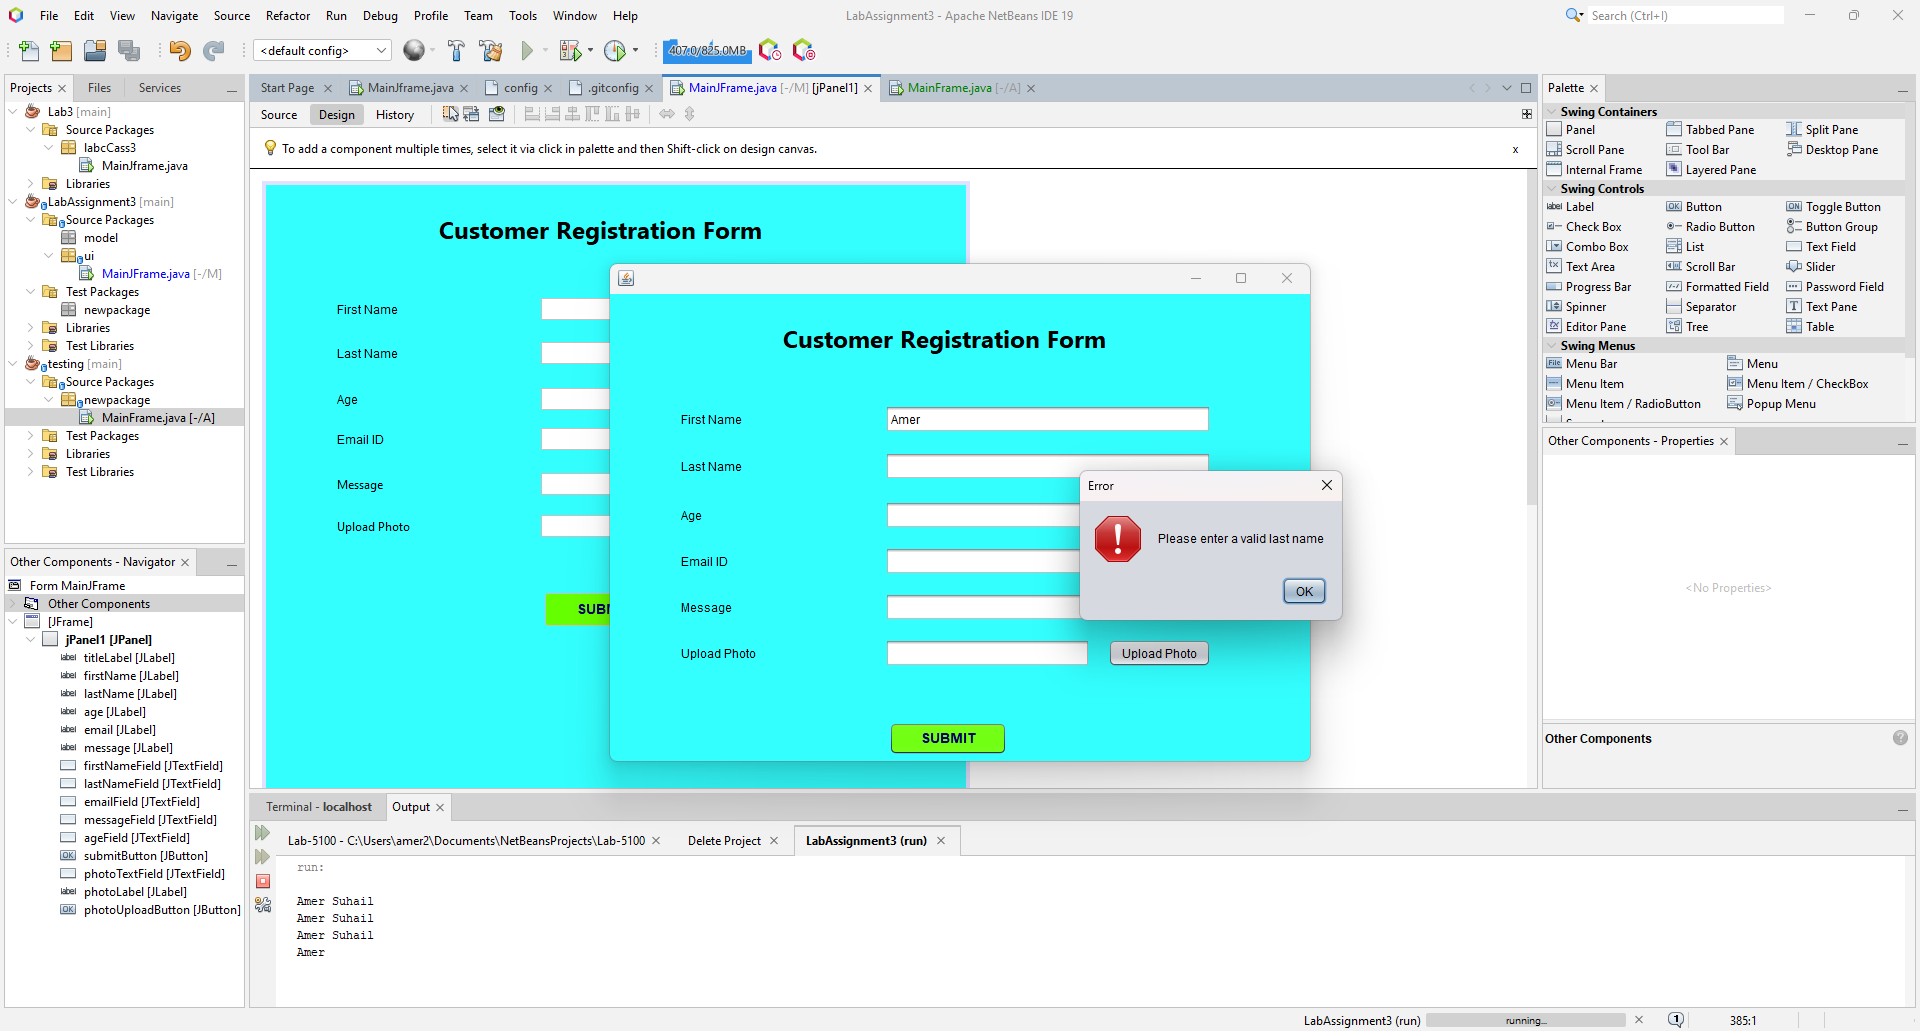 File Edit View Navigate Source Refactor Run Debug Profile Team Tools Window Help
LabAssignment3 - Apache NetBeans IDE 19
Search (Ctrl+I)
<default config>
407.0/825.0MB
Projects Files Services
Lab3 [main]
Source Packages
labcCass3
MainJframe.java
Libraries
LabAssignment3 [main]
Source Packages
model
ui
MainJFrame.java [-/M]
Test Packages
newpackage
Libraries
Test Libraries
testing [main]
Source Packages
newpackage
MainFrame.java [-/A]
Test Packages
Libraries
Test Libraries
Other Components - Navigator
Form MainJFrame
Other Components
[JFrame]
jPanel1 [JPanel]
titleLabel [JLabel]
firstName [JLabel]
lastName [JLabel]
age [JLabel]
email [JLabel]
message [JLabel]
firstNameField [JTextField]
lastNameField [JTextField]
emailField [JTextField]
messageField [JTextField]
ageField [JTextField]
submitButton [JButton]
photoTextField [JTextField]
photoLabel [JLabel]
photoUploadButton [JButton]
Start Page MainJframe.java config .gitconfig MainJFrame.java [-/M] [jPanel1] MainFrame.java [-/A]
Source Design History
To add a component multiple times, select it via click in palette and then Shift-click on design canvas.
x
Customer Registration Form
First Name
Last Name
Age
Email ID
Message
Upload Photo
SUBM
Customer Registration Form
First Name Amer
Last Name
Age
Email ID
Message
Upload Photo Upload Photo
SUBMIT
Error
Please enter a valid last name
OK
Terminal - localhost Output
Lab-5100 - C:\Users\amer2\Documents\NetBeansProjects\Lab-5100 Delete Project LabAssignment3 (run)
run:
Amer Suhail
Amer Suhail
Amer Suhail
Amer
Palette
Swing Containers
Panel Tabbed Pane Split Pane
Scroll Pane Tool Bar Desktop Pane
Internal Frame Layered Pane
Swing Controls
Label Button Toggle Button
Check Box Radio Button Button Group
Combo Box List Text Field
Text Area Scroll Bar Slider
Progress Bar Formatted Field Password Field
Spinner Separator Text Pane
Editor Pane Tree Table
Swing Menus
Menu Bar Menu
Menu Item Menu Item / CheckBox
Menu Item / RadioButton Popup Menu
Other Components - Properties
<No Properties>
Other Components
LabAssignment3 (run) running... 1 385:1